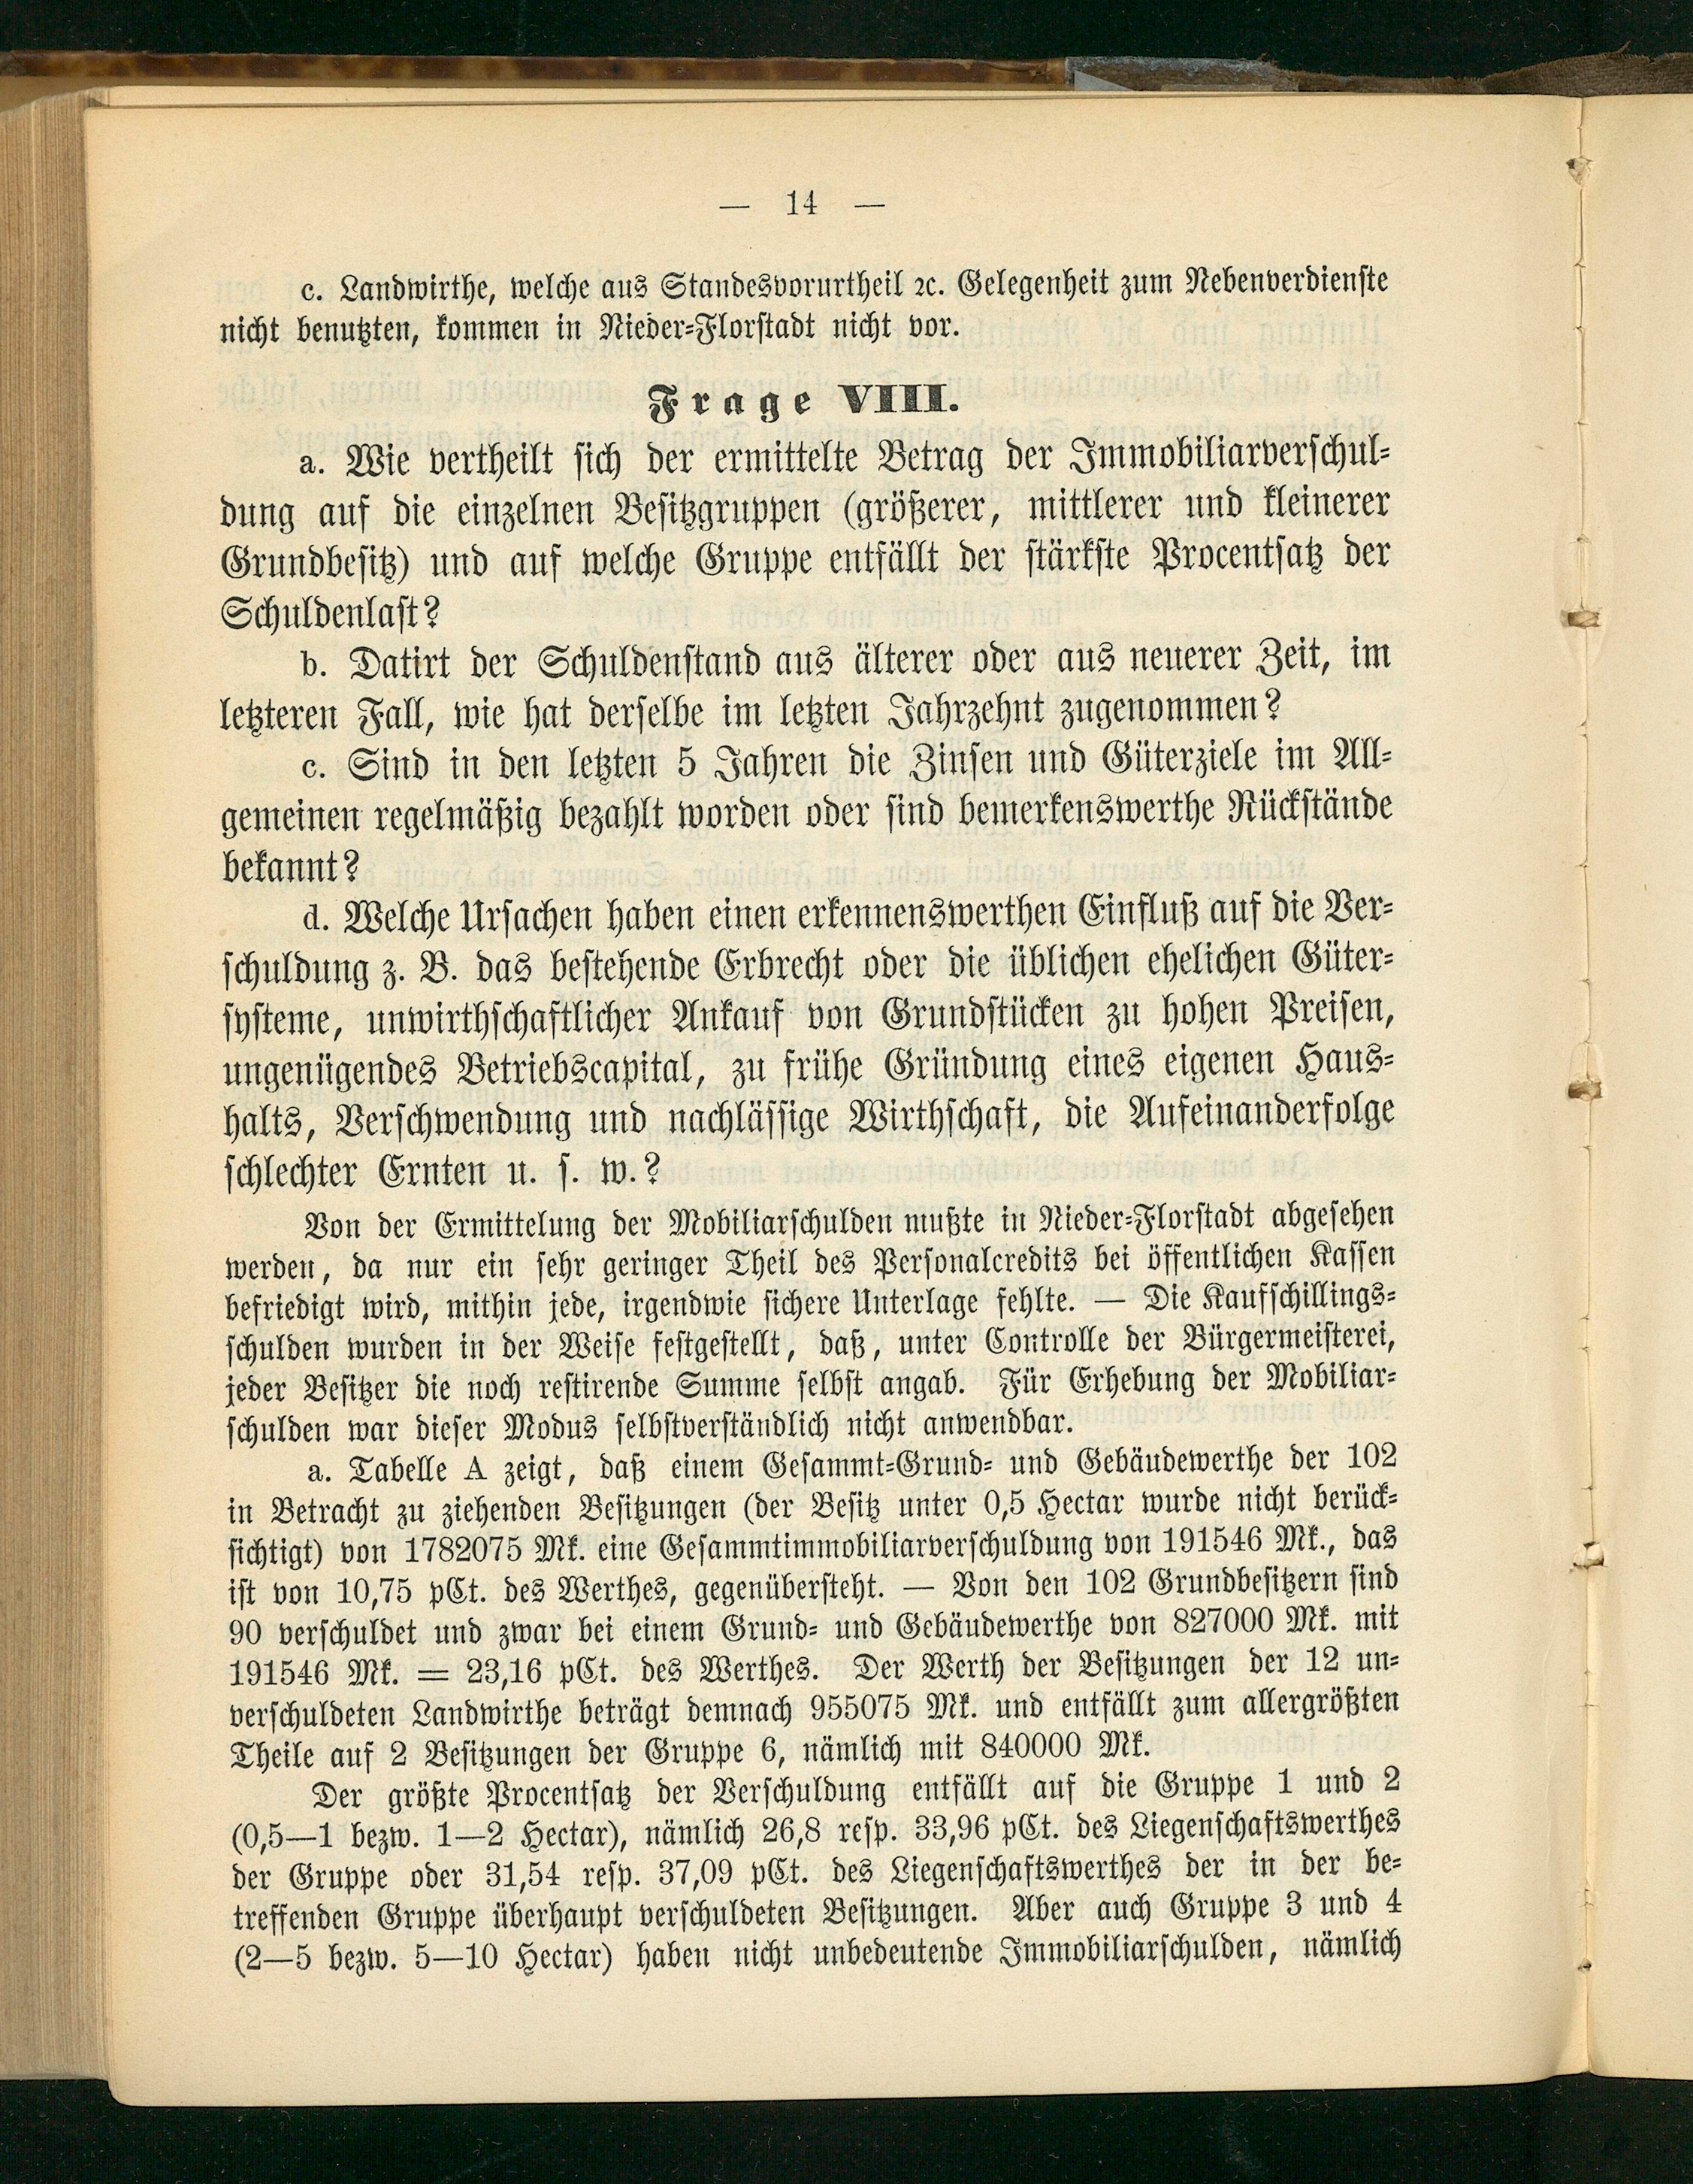 — 14 —
c. Landwirthe, welche aus Standesvorurtheil ꝛc. Gelegenheit zum Nebenverdienste
nicht benutzten, kommen in Nieder-Florstadt nicht vor.
Frage VIII.
a. Wie vertheilt sich der ermittelte Betrag der Immobiliarverschul-
dung auf die einzelnen Besitzgruppen (größerer, mittlerer und kleinerer
Grundbesitz) und auf welche Gruppe entfällt der stärkste Procentsatz der
Schuldenlast?
b. Datirt der Schuldenstand aus älterer oder aus neuerer Zeit, im
letzteren Fall, wie hat derselbe im letzten Jahrzehnt zugenommen?
c. Sind in den letzten 5 Jahren die Zinsen und Güterziele im All-
gemeinen regelmäßig bezahlt worden oder sind bemerkenswerthe Rückstände
bekannt?
d. Welche Ursachen haben einen erkennenswerthen Einfluß auf die Ver-
schuldung z. B. das bestehende Erbrecht oder die üblichen ehelichen Güter-
systeme, unwirthschaftlicher Ankauf von Grundstücken zu hohen Preisen,
ungenügendes Betriebscapital, zu frühe Gründung eines eigenen Haus-
halts, Verschwendung und nachlässige Wirthschaft, die Aufeinanderfolge
schlechter Ernten u. s. w.?
Von der Ermittelung der Mobiliarschulden mußte in Nieder-Florstadt abgesehen
werden, da nur ein sehr geringer Theil des Personalcredits bei öffentlichen Kassen
befriedigt wird, mithin jede, irgendwie sichere Unterlage fehlte. — Die Kaufschillings-
schulden wurden in der Weise festgestellt, daß, unter Controlle der Bürgermeisterei,
jeder Besitzer die noch restirende Summe selbst angab. Für Erhebung der Mobiliar-
schulden war dieser Modus selbstverständlich nicht anwendbar.
a. Tabelle A zeigt, daß einem Gesammt-Grund- und Gebäudewerthe der 102
in Betracht zu ziehenden Besitzungen (der Besitz unter 0,5 Hectar wurde nicht berück-
sichtigt) von 1782075 Mk. eine Gesammtimmobiliarverschuldung von 191546 Mk., das
ist von 10,75 pCt. des Werthes, gegenübersteht. — Von den 102 Grundbesitzern sind
90 verschuldet und zwar bei einem Grund- und Gebäudewerthe von 827000 Mk. mit
191546 Mk. = 23,16 pCt. des Werthes. Der Werth der Besitzungen der 12 un-
verschuldeten Landwirthe beträgt demnach 955075 Mk. und entfällt zum allergrößten
Theile auf 2 Besitzungen der Gruppe 6, nämlich mit 840000 Mk.
Der größte Procentsatz der Verschuldung entfällt auf die Gruppe 1 und 2
(0,5—1 bezw. 1—2 Hectar), nämlich 26,8 resp. 33,96 pCt. des Liegenschaftswerthes
der Gruppe oder 31,54 resp. 37,09 pCt. des Liegenschaftswerthes der in der be-
treffenden Gruppe überhaupt verschuldeten Besitzungen. Aber auch Gruppe 3 und 4
(2—5 bezw. 5—10 Hectar) haben nicht unbedeutende Immobiliarschulden, nämlich